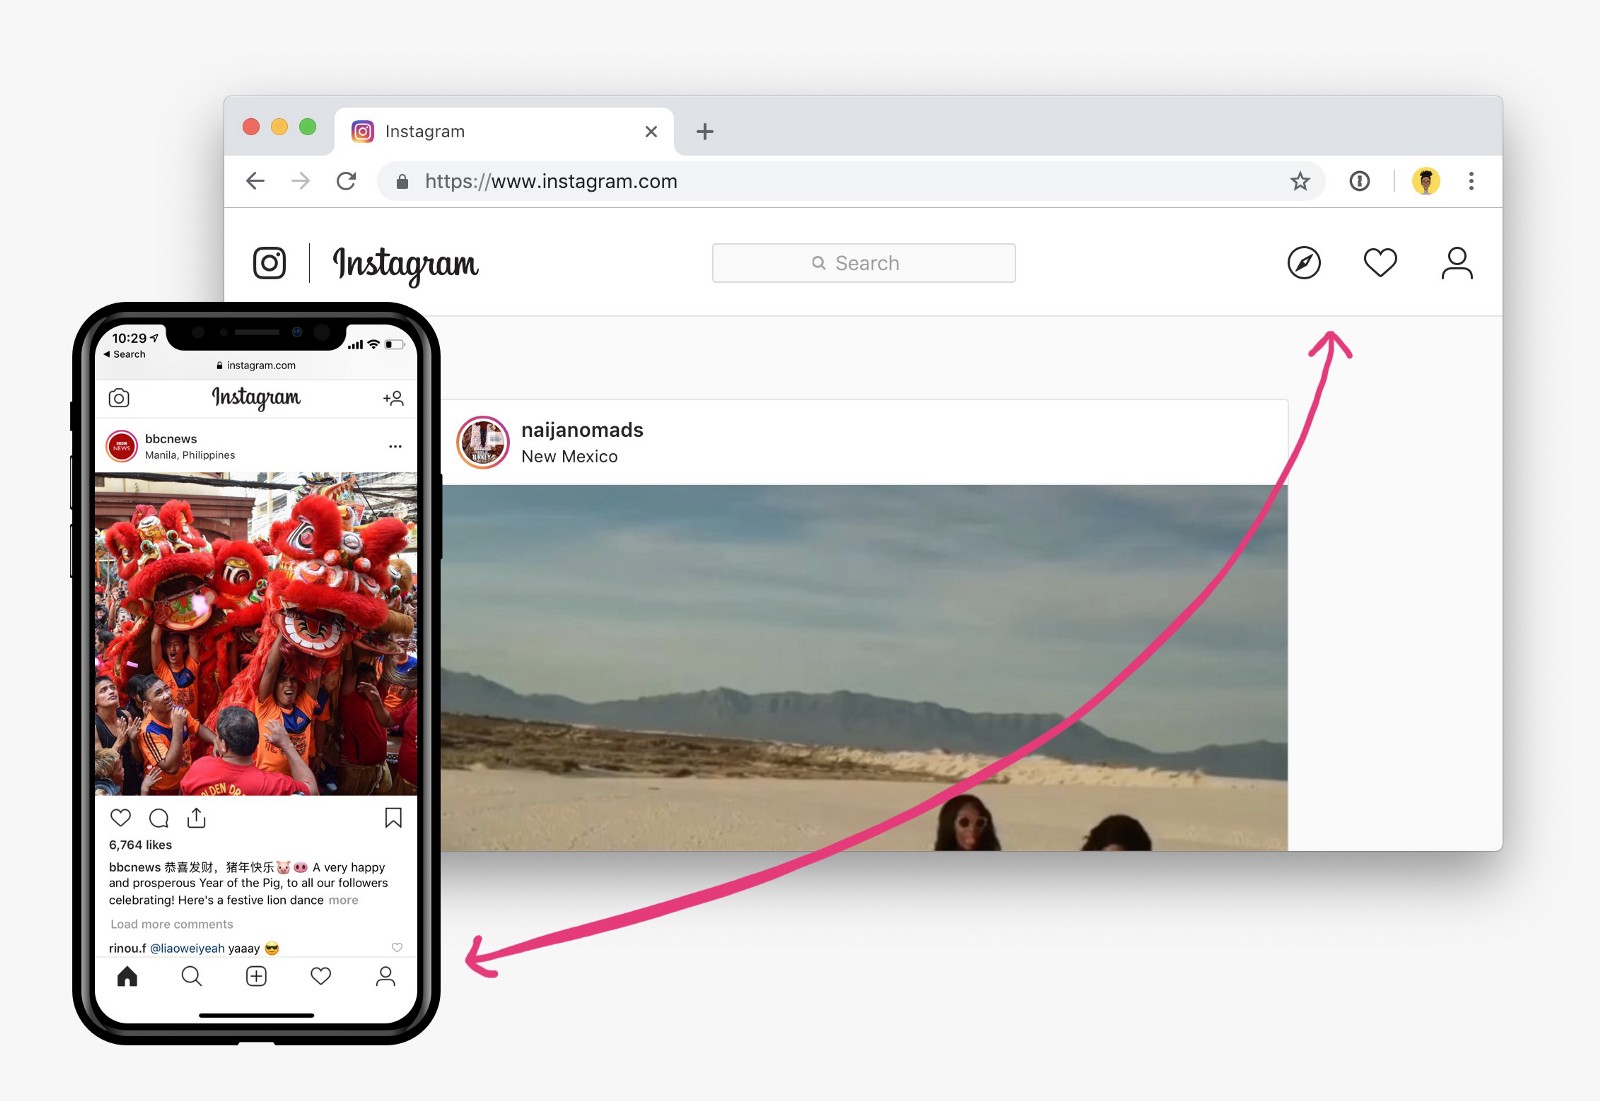 Instagram
https://www.instagram.com
Instagram
Search
naijanomads
New Mexico
10:29
Search
instagram.com
Instagram
BBC
NEWS
bbcnews
Manila, Philippines
6,764 likes
bbcnews 恭喜发财，猪年快乐🐷🐽 A very happy
and prosperous Year of the Pig, to all our followers
celebrating! Here's a festive lion dance more
Load more comments
rinou.f @liaoweiyeah yaaay 😎